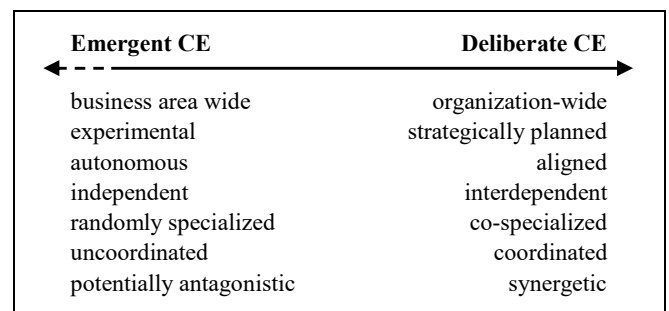 Emergent CE Deliberate CE
business area wide organization-wide
experimental strategically planned
autonomous aligned
independent interdependent
randomly specialized co-specialized
uncoordinated coordinated
potentially antagonistic synergetic